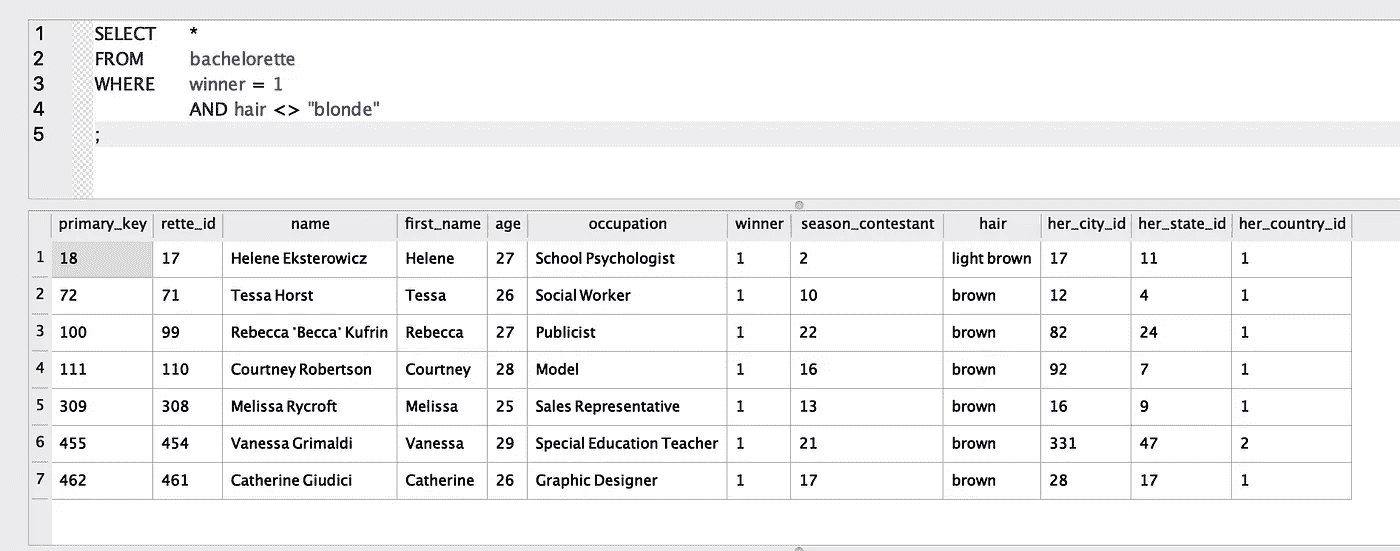 1 SELECT *
2 FROM bachelorette
3 WHERE winner = 1
4 AND hair <> "blonde"
5 ;
primary_key rette_id name first_name age occupation winner season_contestant hair her_city_id her_state_id her_country_id
1 18 17 Helene Eksterowicz Helene 27 School Psychologist 1 2 light brown 17 11 1
2 72 71 Tessa Horst Tessa 26 Social Worker 1 10 brown 12 4 1
3 100 99 Rebecca "Becca" Kufrin Rebecca 27 Publicist 1 22 brown 82 24 1
4 111 110 Courtney Robertson Courtney 28 Model 1 16 brown 92 7 1
5 309 308 Melissa Rycroft Melissa 25 Sales Representative 1 13 brown 16 9 1
6 455 454 Vanessa Grimaldi Vanessa 29 Special Education Teacher 1 21 brown 331 47 2
7 462 461 Catherine Giudici Catherine 26 Graphic Designer 1 17 brown 28 17 1